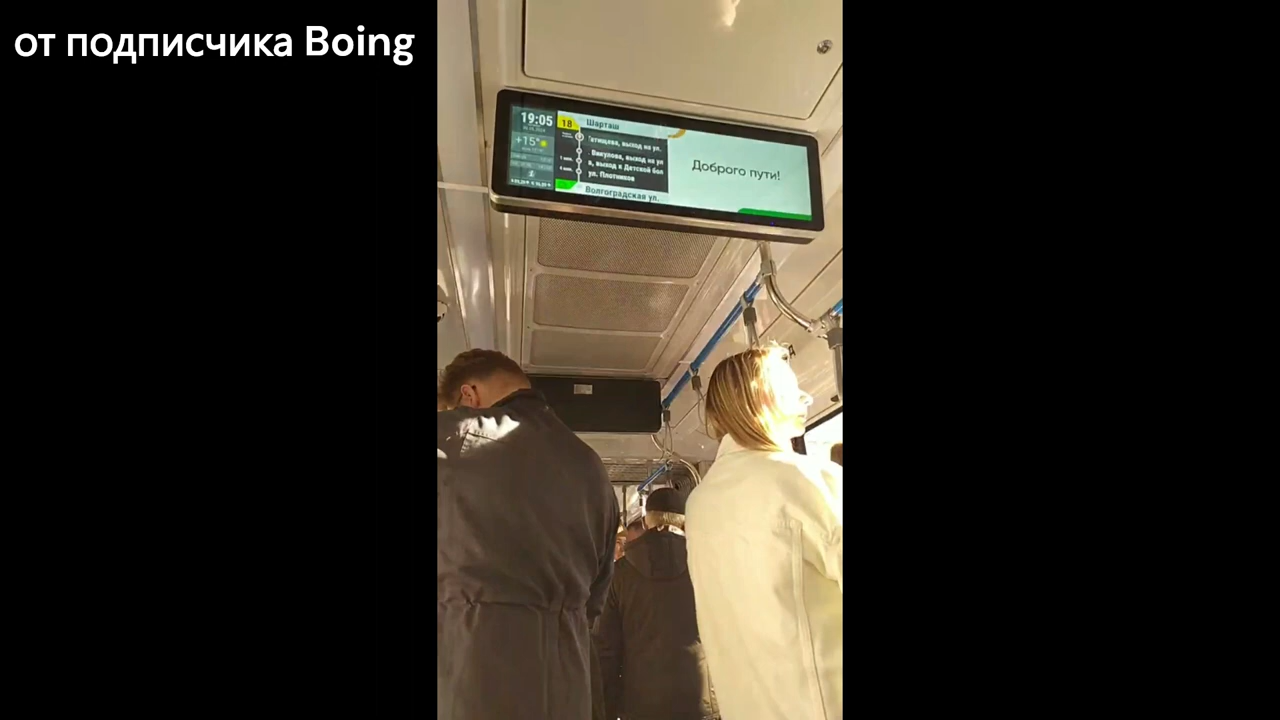 от подписчика Boing
19:05
18 Шарташ
+15°
выход на ул.
Викулова, выход на ул
в, выход к Детской бол
ул. Плотников
Волгоградская ул.
Доброго пути!